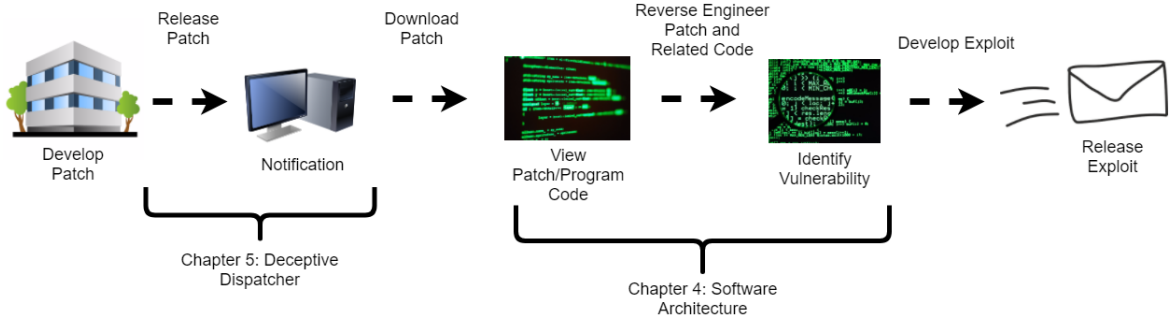 Release
Patch
Download
Patch
Reverse Engineer
Patch and
Related Code
Develop Exploit
Develop
Patch
Notification
View
Patch/Program
Code
Identify
Vulnerability
Release
Exploit
Chapter 5: Deceptive
Dispatcher
Chapter 4: Software
Architecture